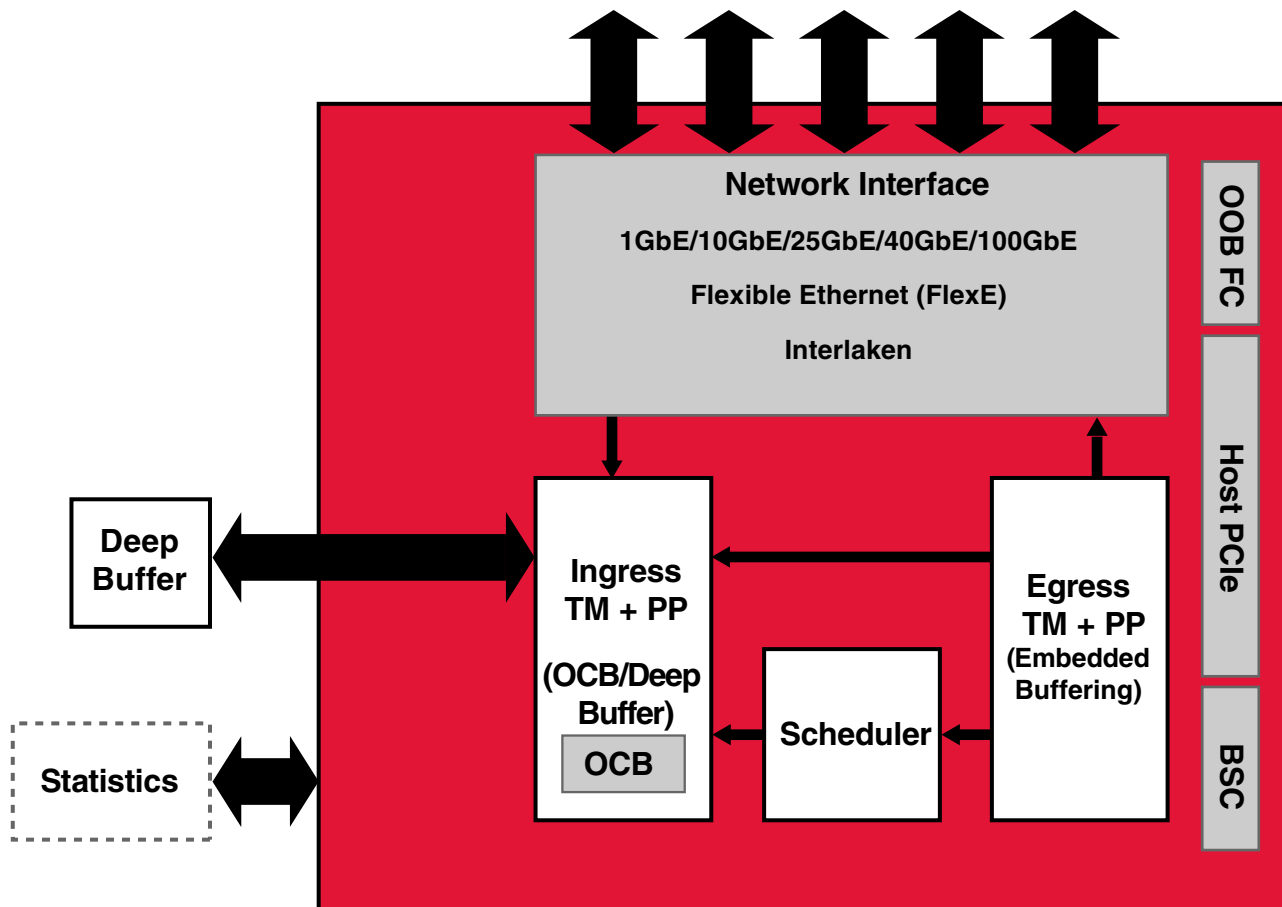 Network Interface
1GbE/10GbE/25GbE/40GbE/100GbE
Flexible Ethernet (FlexE)
Interlaken
OOB FC
Host PCIe
BSC
Deep
Buffer
Ingress
TM + PP
(OCB/Deep
Buffer)
OCB
Scheduler
Egress
TM + PP
(Embedded
Buffering)
Statistics